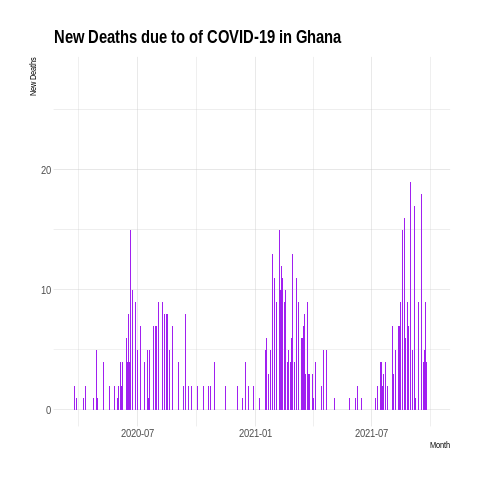 New Deaths due to of COVID-19 in Ghana
New Deaths
20
10
0
2020-07
2021-01
2021-07
Month